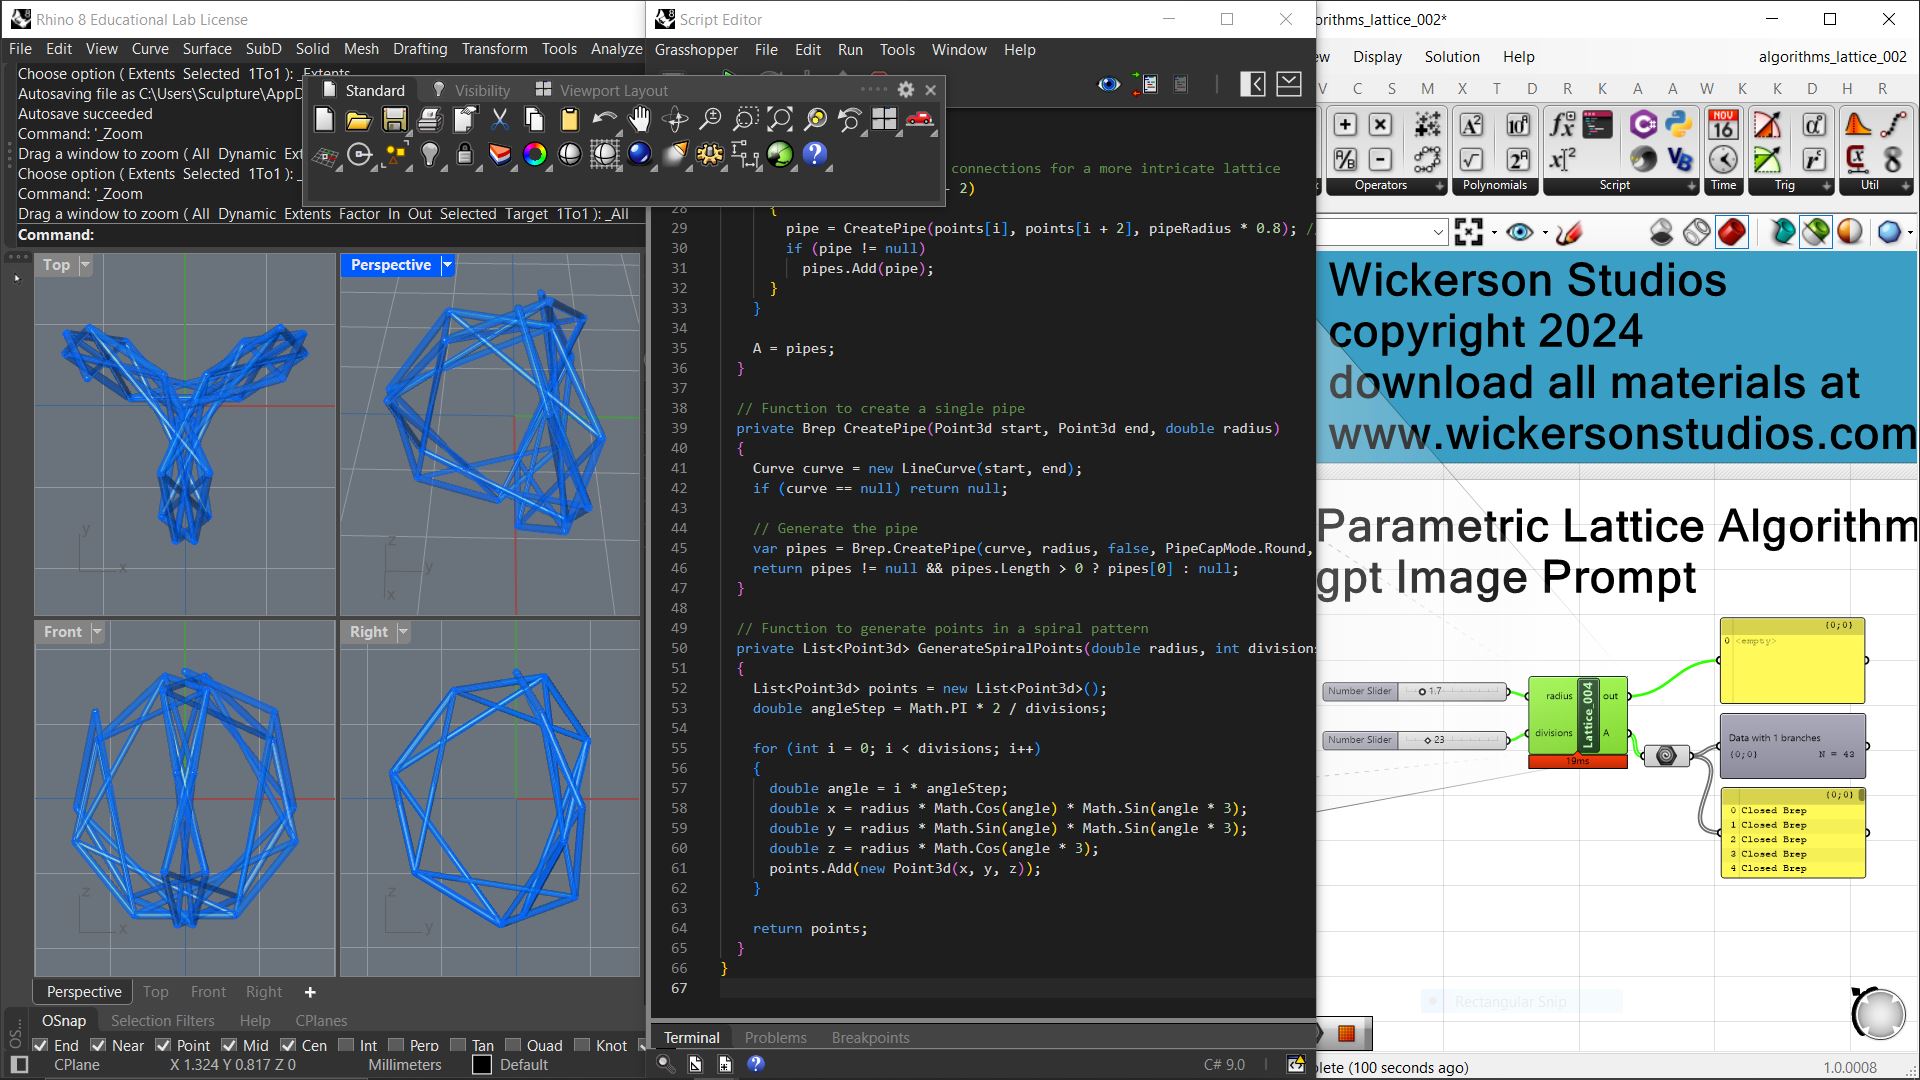 Rhino 8 Educational Lab License
File Edit View Curve Surface SubD Solid Mesh Drafting Transform Tools Analyze
Choose option ( Extents Selected 1To1 ): _Extents
Autosaving file as C:\Users\Sculpture\AppD
Autosave succeeded
Command: '_Zoom
Drag a window to zoom ( All Dynamic Ext
Choose option ( Extents Selected 1To1 ): _
Command: '_Zoom
Drag a window to zoom ( All Dynamic Extents Factor In Out Selected Target 1To1 ): _All
Command:
Standard Visibility Viewport Layout
Top
Perspective
y
x
z
y
x
Front
Right
z
x
z
y
Perspective Top Front Right +
OSnap Selection Filters Help CPlanes
End Near Point Mid Cen Int Perp Tan Quad Knot
CPlane X 1.324 Y 0.817 Z 0 Millimeters Default
Script Editor
Grasshopper File Edit Run Tools Window Help
connections for a more intricate lattice
- 2)
28 {
29 pipe = CreatePipe(points[i], points[i + 2], pipeRadius * 0.8); /
30 if (pipe != null)
31 pipes.Add(pipe);
32 }
33 }
34
35 A = pipes;
36 }
37
38 // Function to create a single pipe
39 private Brep CreatePipe(Point3d start, Point3d end, double radius)
40 {
41 Curve curve = new LineCurve(start, end);
42 if (curve == null) return null;
43
44 // Generate the pipe
45 var pipes = Brep.CreatePipe(curve, radius, false, PipeCapMode.Round,
46 return pipes != null && pipes.Length > 0 ? pipes[0] : null;
47 }
48
49 // Function to generate points in a spiral pattern
50 private List<Point3d> GenerateSpiralPoints(double radius, int division
51 {
52 List<Point3d> points = new List<Point3d>();
53 double angleStep = Math.PI * 2 / divisions;
54
55 for (int i = 0; i < divisions; i++)
56 {
57 double angle = i * angleStep;
58 double x = radius * Math.Cos(angle) * Math.Sin(angle * 3);
59 double y = radius * Math.Sin(angle) * Math.Sin(angle * 3);
60 double z = radius * Math.Cos(angle * 3);
61 points.Add(new Point3d(x, y, z));
62 }
63
64 return points;
65 }
66 }
67
Terminal Problems Breakpoints
C# 9.0
orithms_lattice_002*
ew Display Solution Help algorithms_lattice_002
V C S M X T D R K A A W K K D H R
Operators Polynomials Script Time Trig Util
Wickerson Studios
copyright 2024
download all materials at
www.wickersonstudios.com
Parametric Lattice Algorithm
gpt Image Prompt
Number Slider 1.7
Number Slider 23
radius
divisions
Lattice_004
out
A
19ms
{0;0}
0 <empty>
Data with 1 branches
{0;0} N = 43
{0;0}
0 Closed Brep
1 Closed Brep
2 Closed Brep
3 Closed Brep
4 Closed Brep
Rectangular Snip
plete (100 seconds ago)
1.0.0008